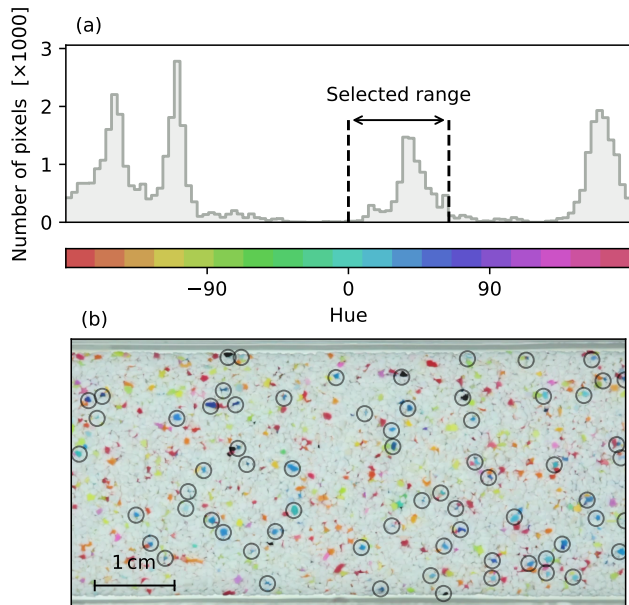 (a)
Number of pixels [×1000]
3
2
1
0
Selected range
−90
0
90
Hue
(b)
1 cm